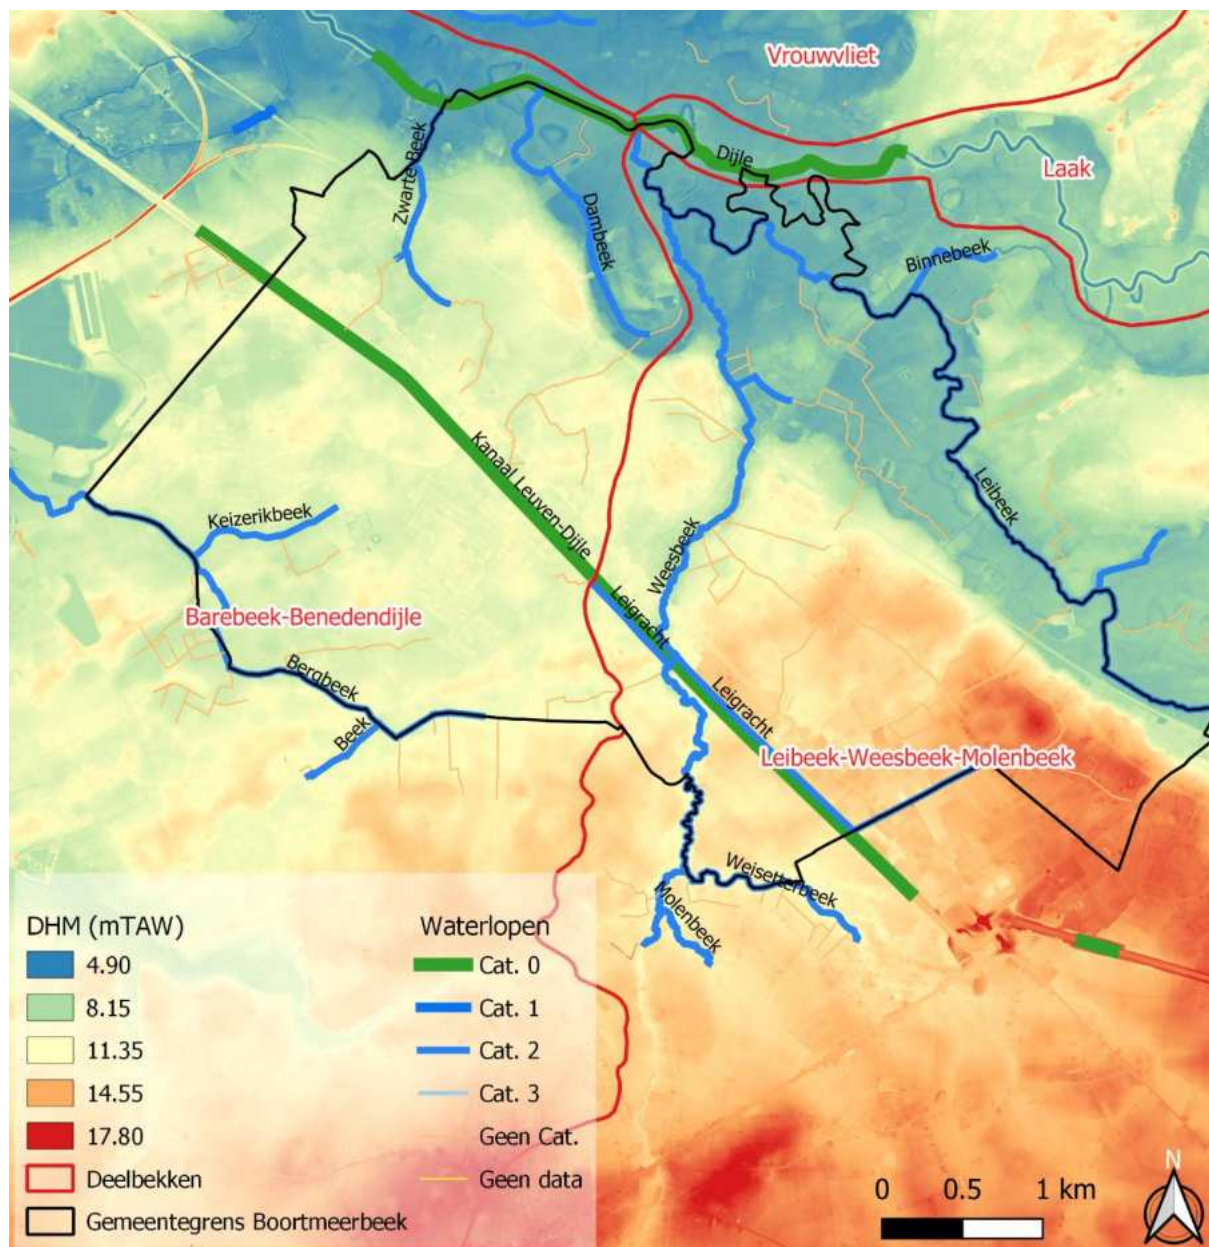 Vrouwvliet
Zwarte Beek
Dijle
Laak
Dambeek
Binnebeek
Kanaal Leuven-Dijle
Leibeek
Keizerikbeek
Weesbeek
Leigracht
Barebeek-Benedendijle
Bergbeek
Leigracht
Beek
Leibeek-Weesbeek-Molenbeek
Weisetterbeek
Molenbeek
DHM (mTAW)
4.90
8.15
11.35
14.55
17.80
Deelbekken
Gemeentegrens Boortmeerbeek
Waterlopen
Cat. 0
Cat. 1
Cat. 2
Cat. 3
Geen Cat.
Geen data
0 0.5 1 km
N